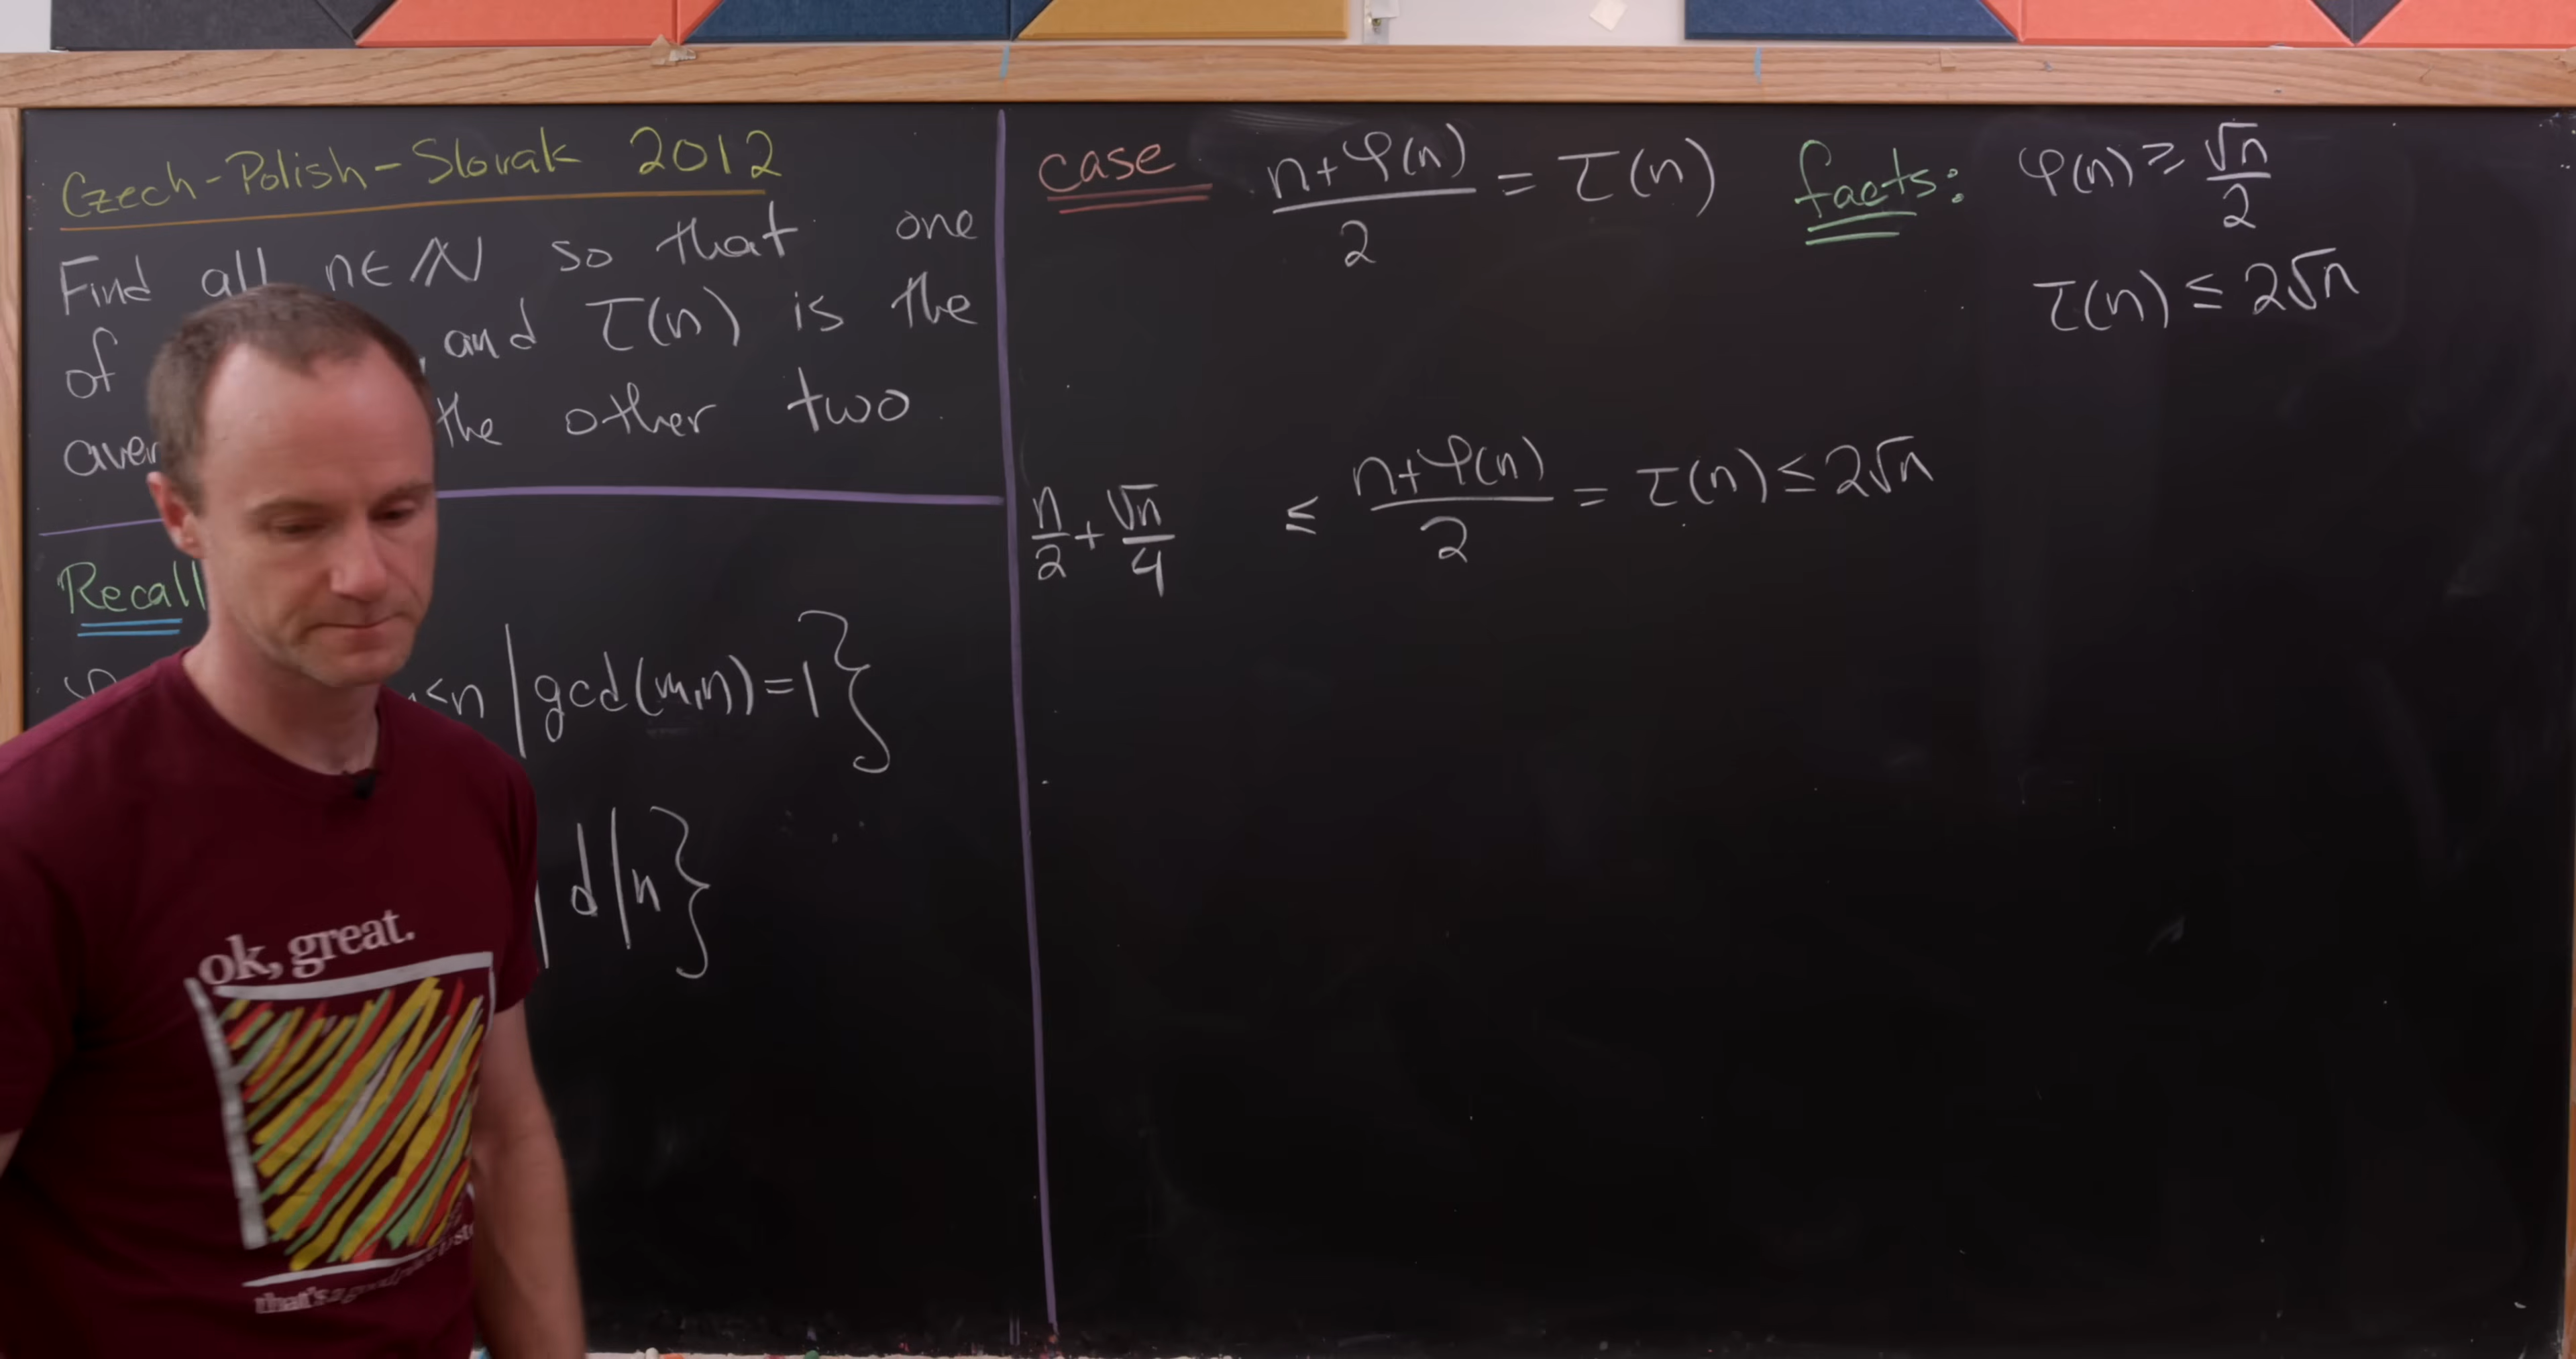 Czech-Polish-Slovak 2012
Find all n∈ℕ so that one
of , and τ(n) is the
the other two
Recall
<n | gcd(m,n)=1}
| d|n}
case (n+φ(n))/2 = τ(n)
facts: φ(n) ≥ √n/2
τ(n) ≤ 2√n
n/2 + √n/4 ≤ (n+φ(n))/2 = τ(n) ≤ 2√n
ok, great.